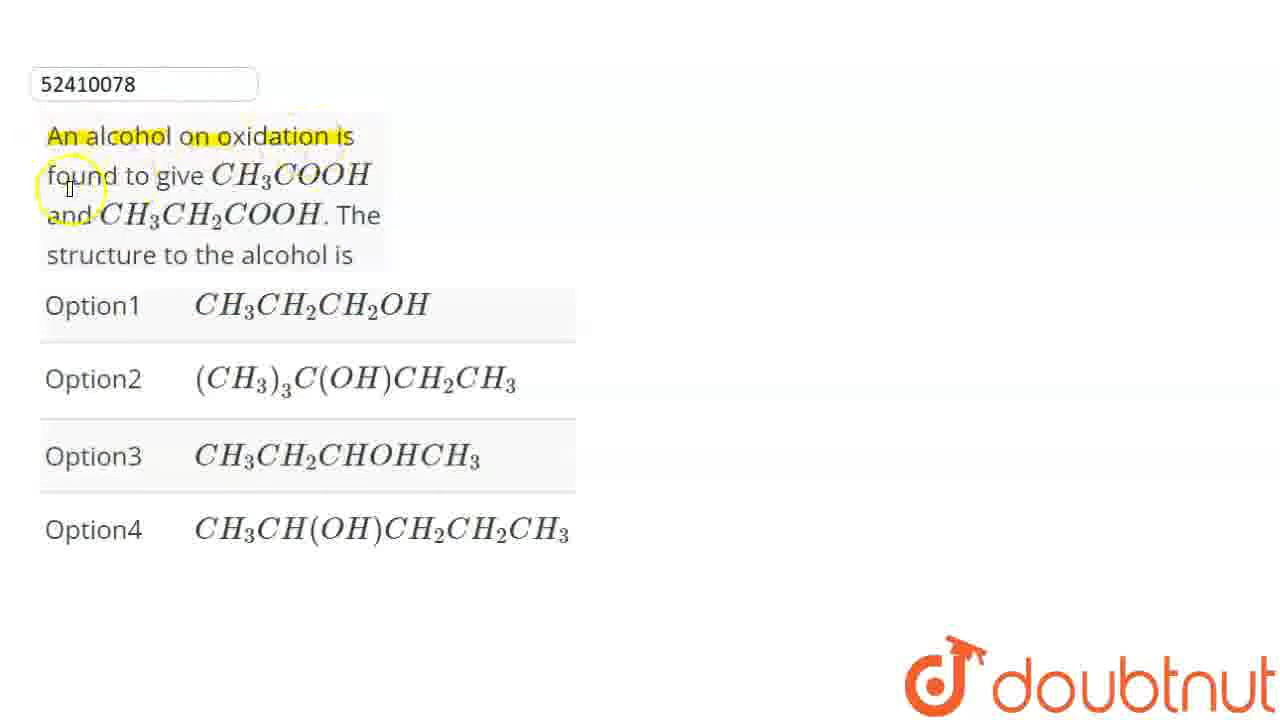 52410078
An alcohol on oxidation is
found to give CH₃COOH
and CH₃CH₂COOH. The
structure to the alcohol is
Option1 CH₃CH₂CH₂OH
Option2 (CH₃)₃C(OH)CH₂CH₃
Option3 CH₃CH₂CHOHCH₃
Option4 CH₃CH(OH)CH₂CH₂CH₃
doubtnut